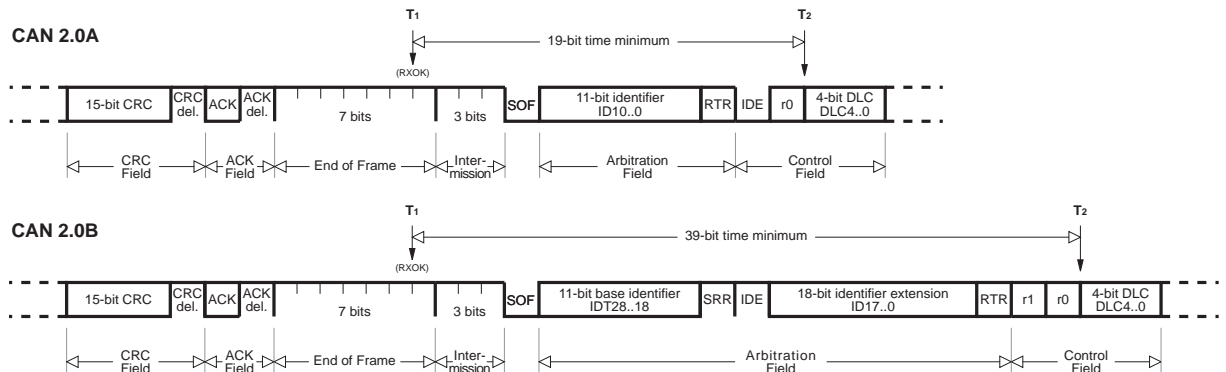 T1
T2
CAN 2.0A
19-bit time minimum
(RXOK)
15-bit CRC
CRC
del.
ACK
ACK
del.
7 bits
3 bits
SOF
11-bit identifier
ID10..0
RTR
IDE
r0
4-bit DLC
DLC4..0
CRC
Field
ACK
Field
End of Frame
Inter-
mission
Arbitration
Field
Control
Field
T1
T2
CAN 2.0B
39-bit time minimum
(RXOK)
15-bit CRC
CRC
del.
ACK
ACK
del.
7 bits
3 bits
SOF
11-bit base identifier
IDT28..18
SRR
IDE
18-bit identifier extension
ID17..0
RTR
r1
r0
4-bit DLC
DLC4..0
CRC
Field
ACK
Field
End of Frame
Inter-
mission
Arbitration
Field
Control
Field